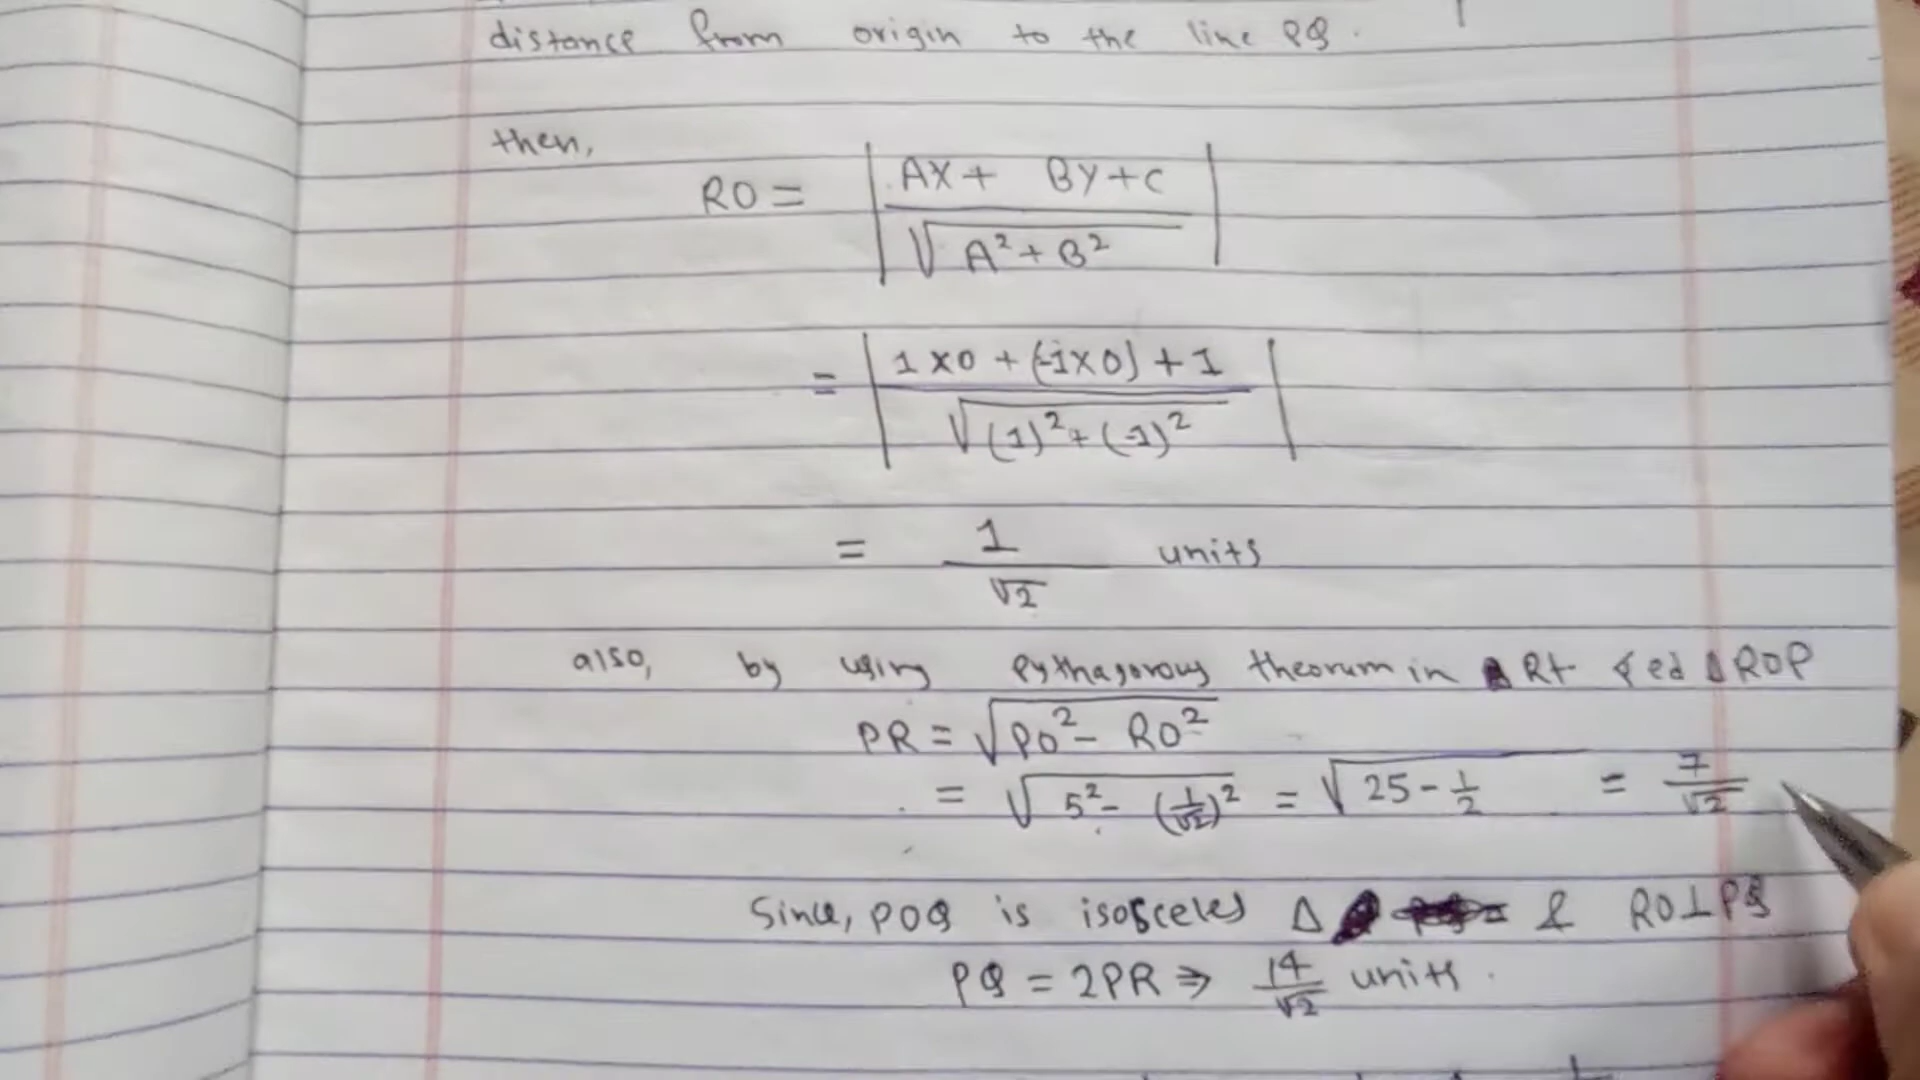 distance from origin to the line PQ.
then,
RO = | AX + BY + C / √A² + B² |
= | 1 x 0 + (-1 x 0) + 1 / √(1)² + (-1)² |
= 1/√2 units
also, by using pythagorous theorum in Rt ∠ed Δ ROP
PR = √PO² - RO²
= √5² - (1/√2)² = √25 - 1/2 = 7/√2
Since, POQ is isosceles Δ & RO⊥PQ
PQ = 2PR ⇒ 14/√2 units.